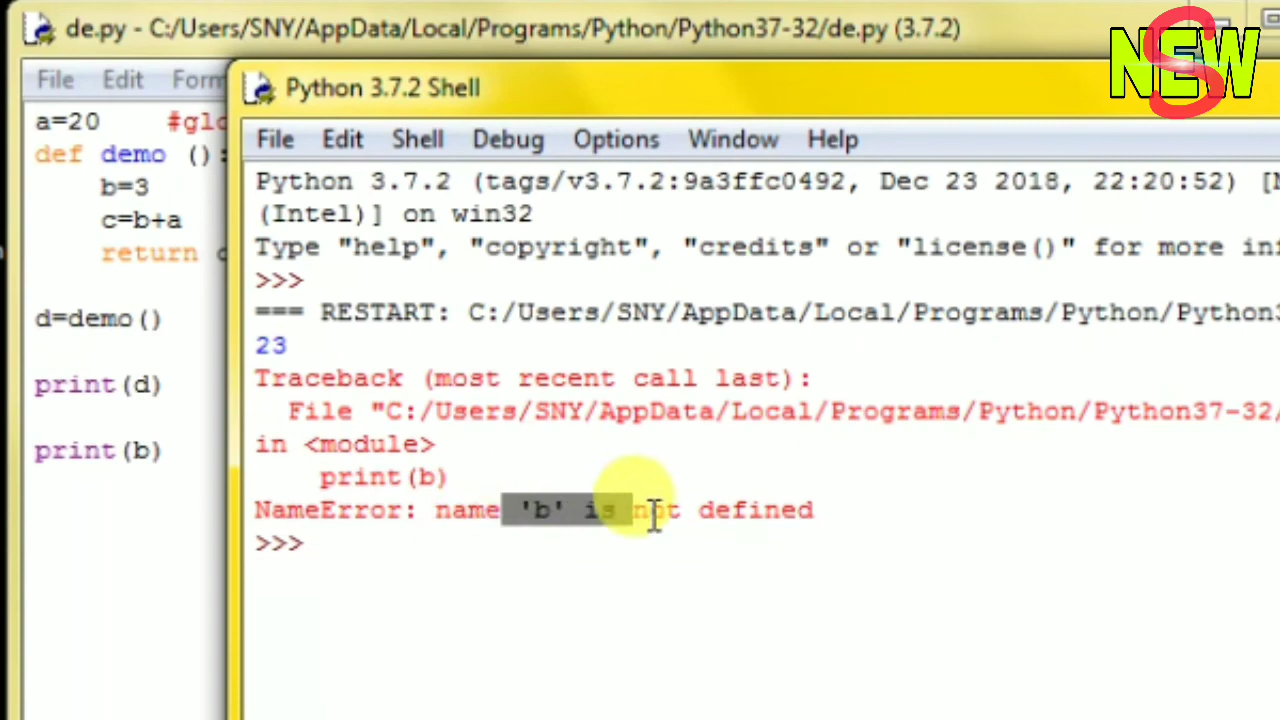 de.py - C:/Users/SNY/AppData/Local/Programs/Python/Python37-32/de.py (3.7.2)
NEW
S
File Edit Form
a=20 #glo
def demo ():
b=3
c=b+a
return
d=demo()
print(d)
print(b)
Python 3.7.2 Shell
File Edit Shell Debug Options Window Help
Python 3.7.2 (tags/v3.7.2:9a3ffc0492, Dec 23 2018, 22:20:52) [
(Intel)] on win32
Type "help", "copyright", "credits" or "license()" for more in
>>>
=== RESTART: C:/Users/SNY/AppData/Local/Programs/Python/Python3
23
Traceback (most recent call last):
File "C:/Users/SNY/AppData/Local/Programs/Python/Python37-32/
in <module>
print(b)
NameError: name 'b' is not defined
>>>